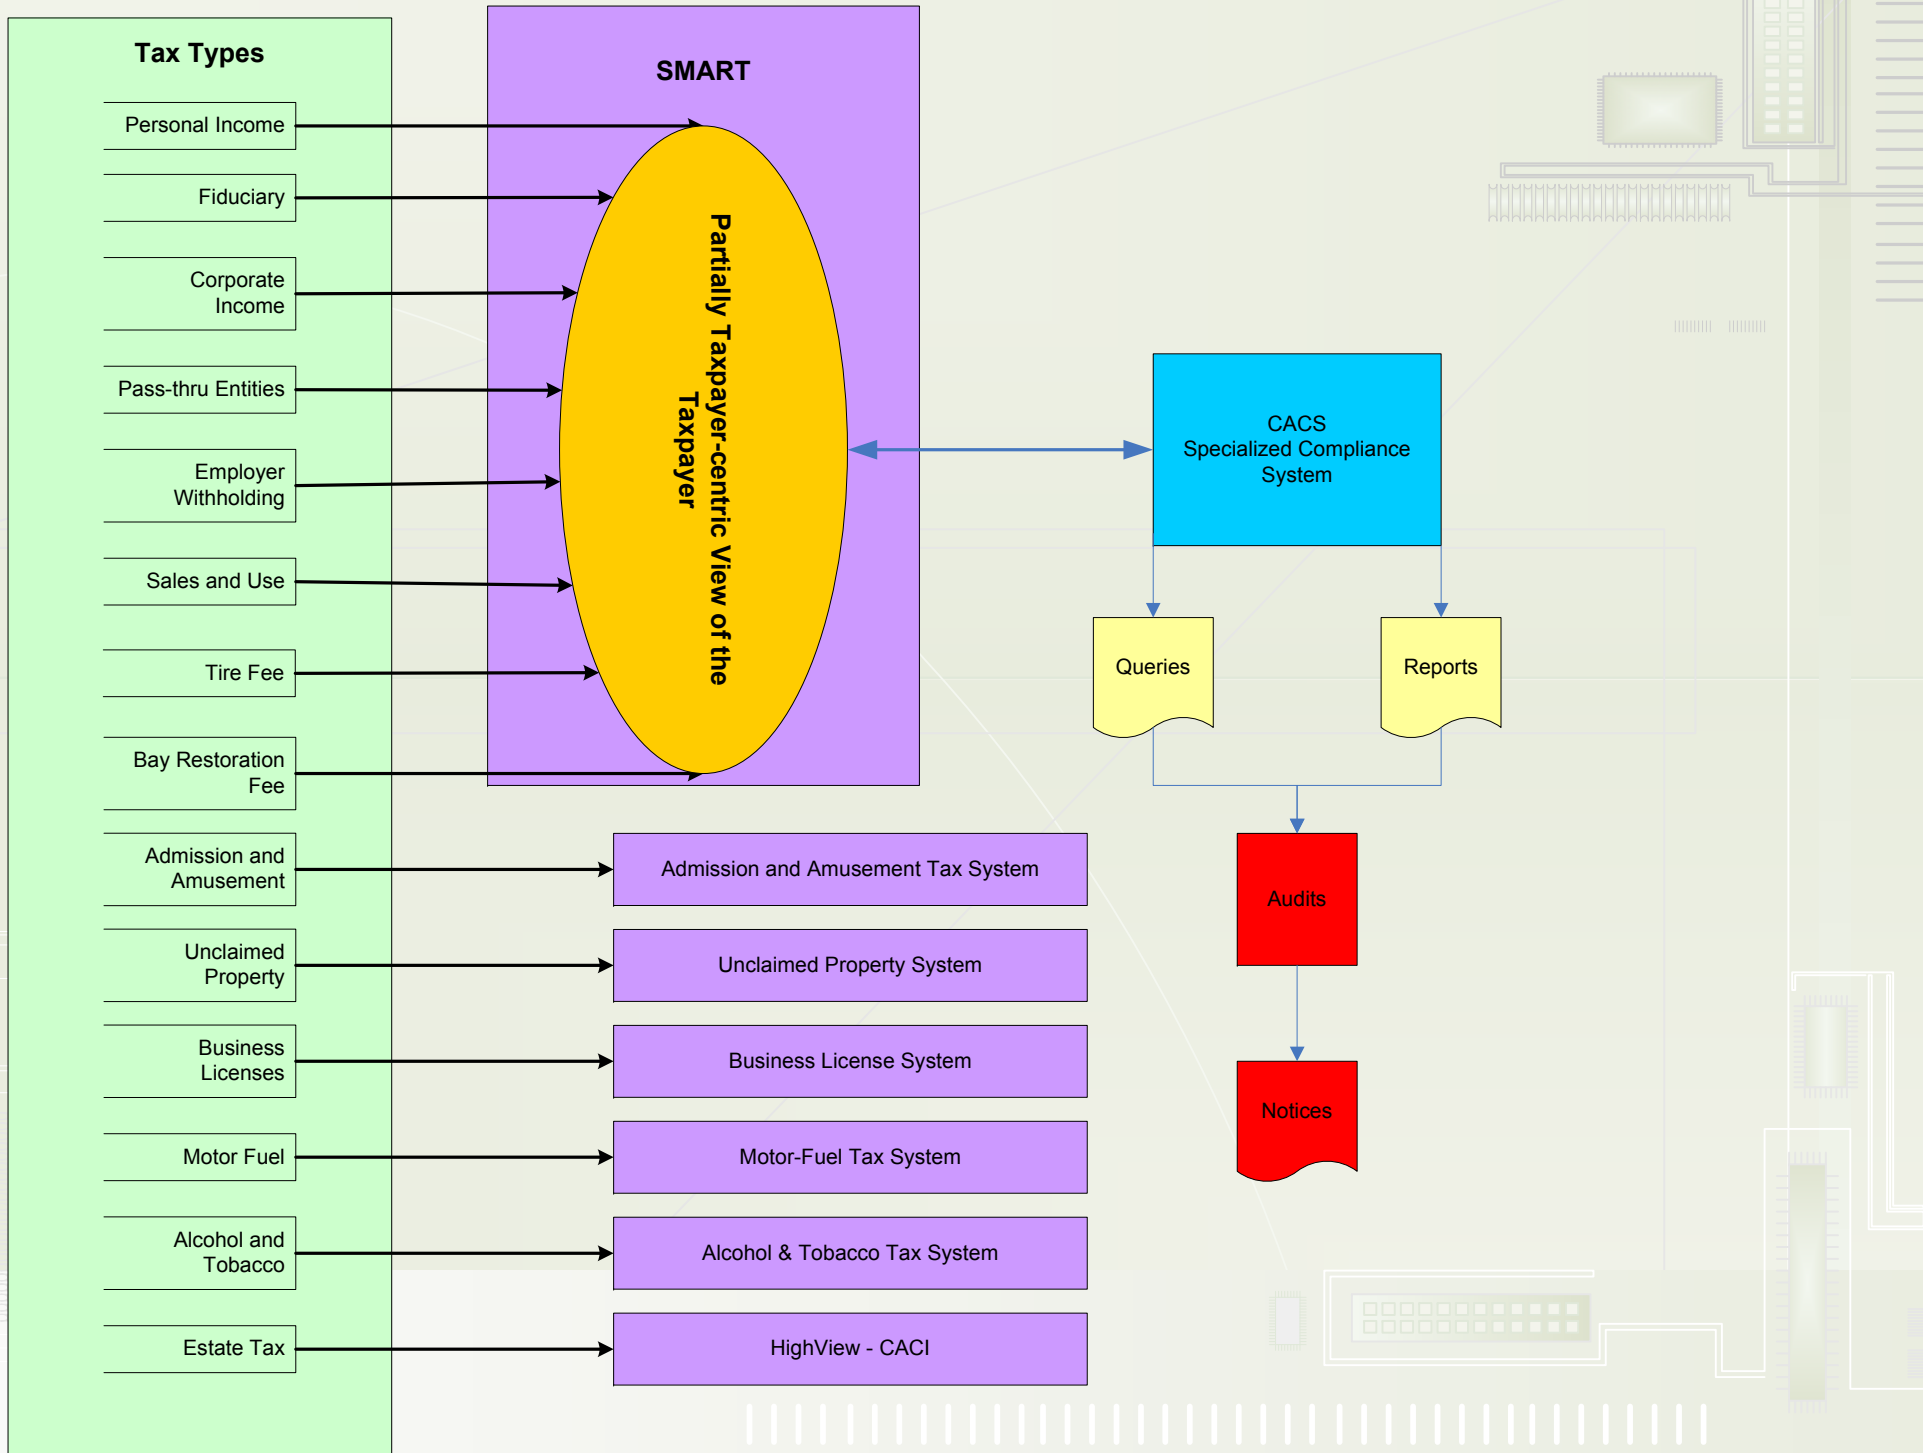 Tax Types
Personal Income
Fiduciary
Corporate
Income
Pass-thru Entities
Employer
Withholding
Sales and Use
Tire Fee
Bay Restoration
Fee
Admission and
Amusement
Unclaimed
Property
Business
Licenses
Motor Fuel
Alcohol and
Tobacco
Estate Tax
SMART
Partially Taxpayer-centric View of the
Taxpayer
Admission and Amusement Tax System
Unclaimed Property System
Business License System
Motor-Fuel Tax System
Alcohol & Tobacco Tax System
HighView - CACI
CACS
Specialized Compliance
System
Queries
Reports
Audits
Notices